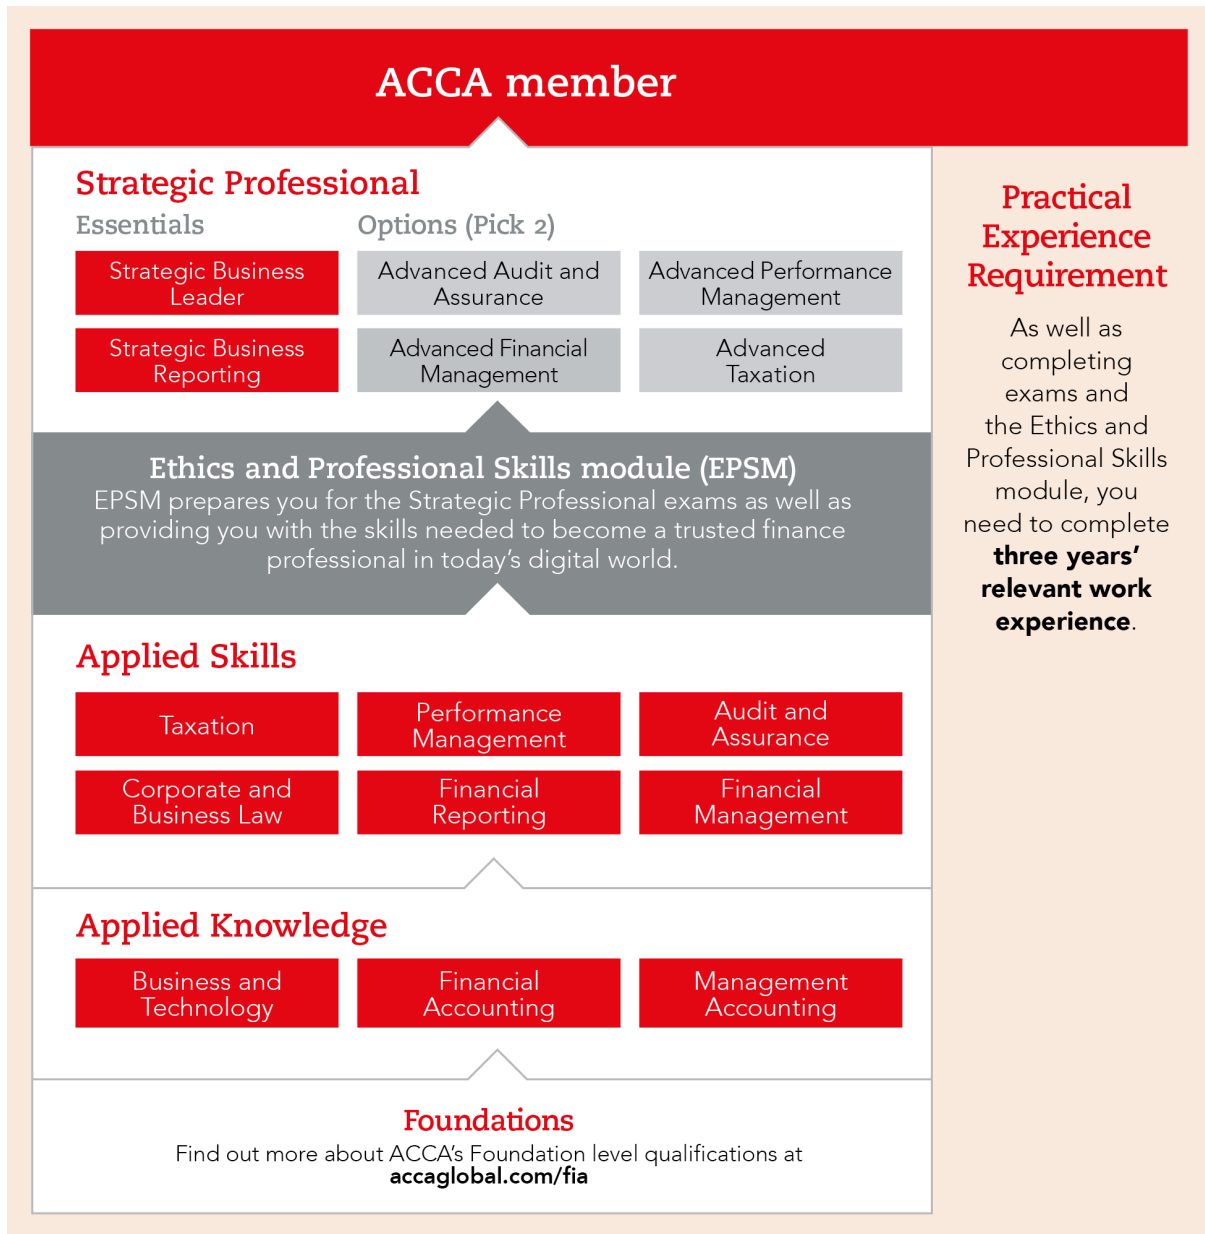 ACCA member
Strategic Professional
Essentials
Options (Pick 2)
Strategic Business
Leader
Advanced Audit and
Assurance
Advanced Performance
Management
Strategic Business
Reporting
Advanced Financial
Management
Advanced
Taxation
Ethics and Professional Skills module (EPSM)
EPSM prepares you for the Strategic Professional exams as well as
providing you with the skills needed to become a trusted finance
professional in today’s digital world.
Applied Skills
Taxation
Performance
Management
Audit and
Assurance
Corporate and
Business Law
Financial
Reporting
Financial
Management
Applied Knowledge
Business and
Technology
Financial
Accounting
Management
Accounting
Foundations
Find out more about ACCA’s Foundation level qualifications at
accaglobal.com/fia
Practical
Experience
Requirement
As well as
completing
exams and
the Ethics and
Professional Skills
module, you
need to complete
three years’
relevant work
experience.